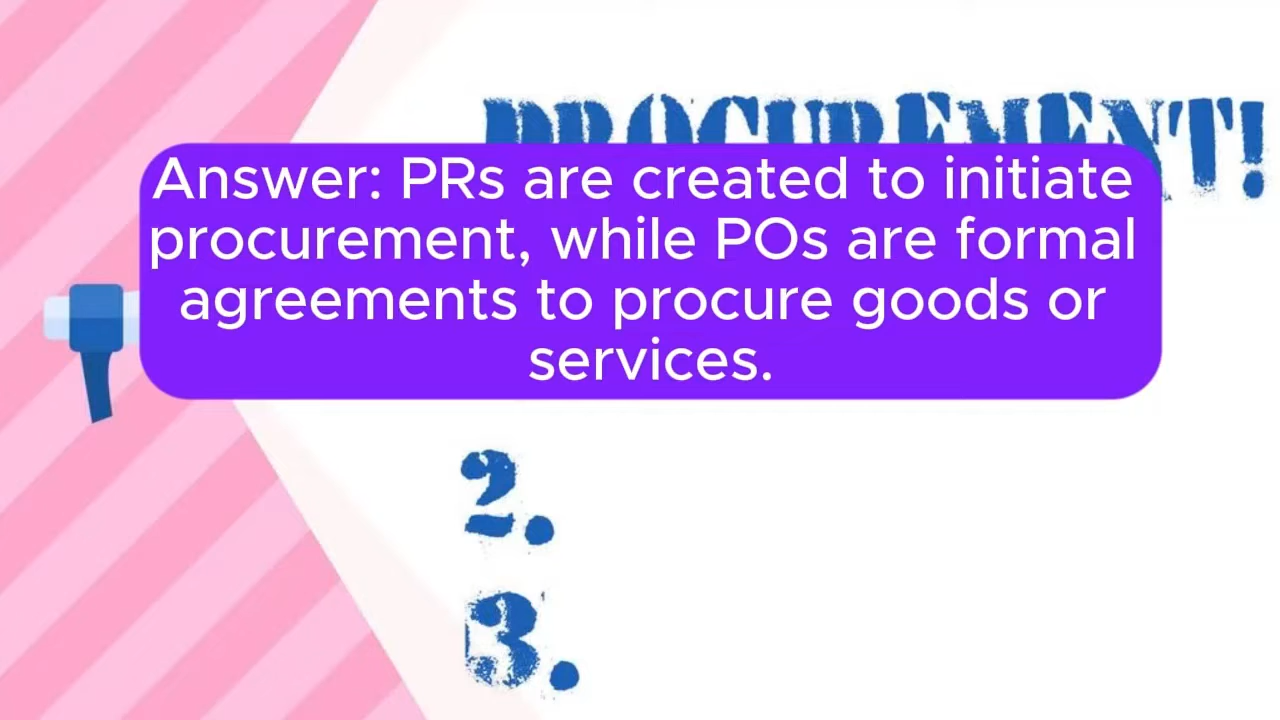 PROCUREMENT!
Answer: PRs are created to initiate
procurement, while POs are formal
agreements to procure goods or
services.
2.
3.